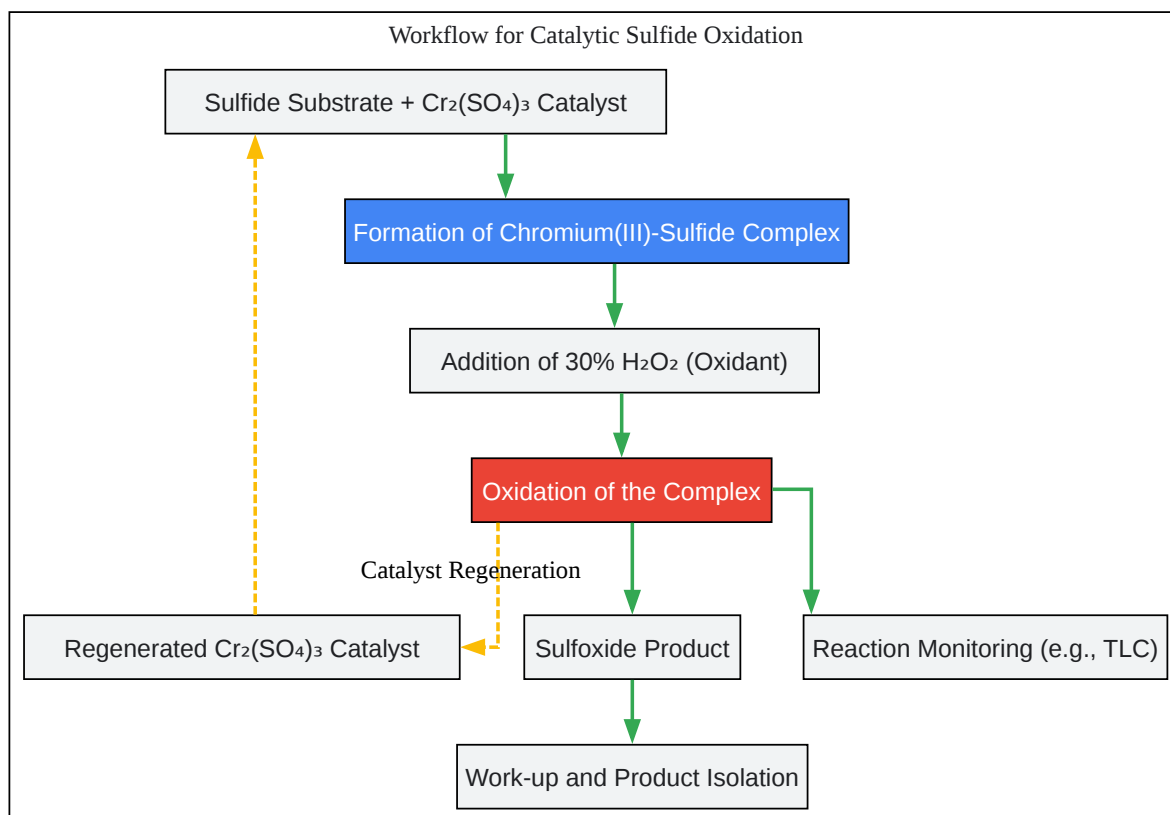 Workflow for Catalytic Sulfide Oxidation
Sulfide Substrate + Cr₂(SO₄)₃ Catalyst
Formation of Chromium(III)-Sulfide Complex
Addition of 30% H₂O₂ (Oxidant)
Oxidation of the Complex
Catalyst Regeneration
Regenerated Cr₂(SO₄)₃ Catalyst
Sulfoxide Product
Reaction Monitoring (e.g., TLC)
Work-up and Product Isolation